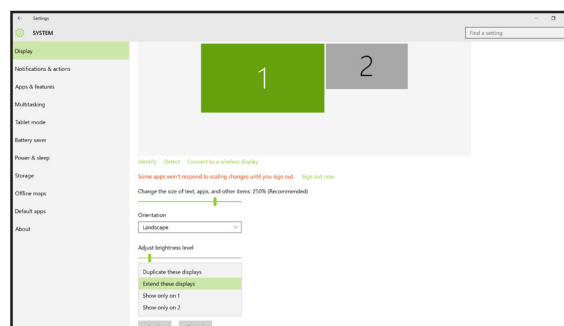 Settings
SYSTEM
Find a setting
Display
Notifications & actions
Apps & features
Multitasking
Tablet mode
Battery saver
Power & sleep
Storage
Offline maps
Default apps
About
1
2
Identify Detect Connect to a wireless display
Some apps won't respond to scaling changes until you sign out. Sign out now
Change the size of text, apps, and other items: 250% (Recommended)
Orientation
Landscape
Adjust brightness level
Duplicate these displays
Extend these displays
Show only on 1
Show only on 2